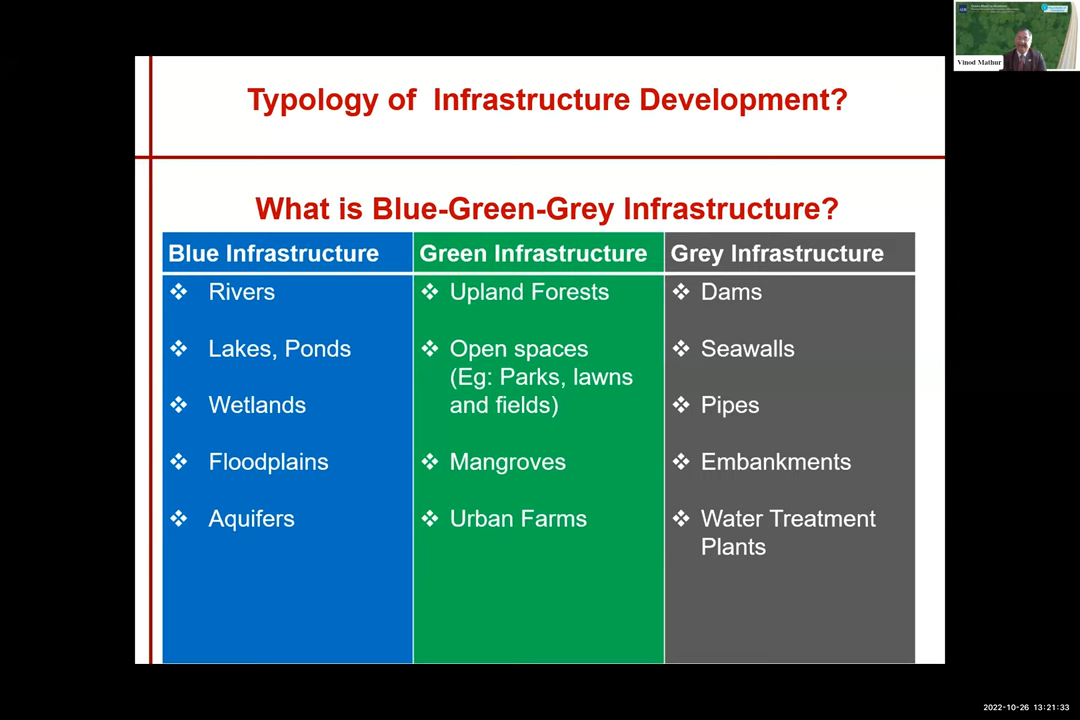 Vinod Mathur
Typology of Infrastructure Development?
What is Blue-Green-Grey Infrastructure?
Blue Infrastructure
Rivers
Lakes, Ponds
Wetlands
Floodplains
Aquifers
Green Infrastructure
Upland Forests
Open spaces
(Eg: Parks, lawns
and fields)
Mangroves
Urban Farms
Grey Infrastructure
Dams
Seawalls
Pipes
Embankments
Water Treatment
Plants
2022-10-26 13:21:33